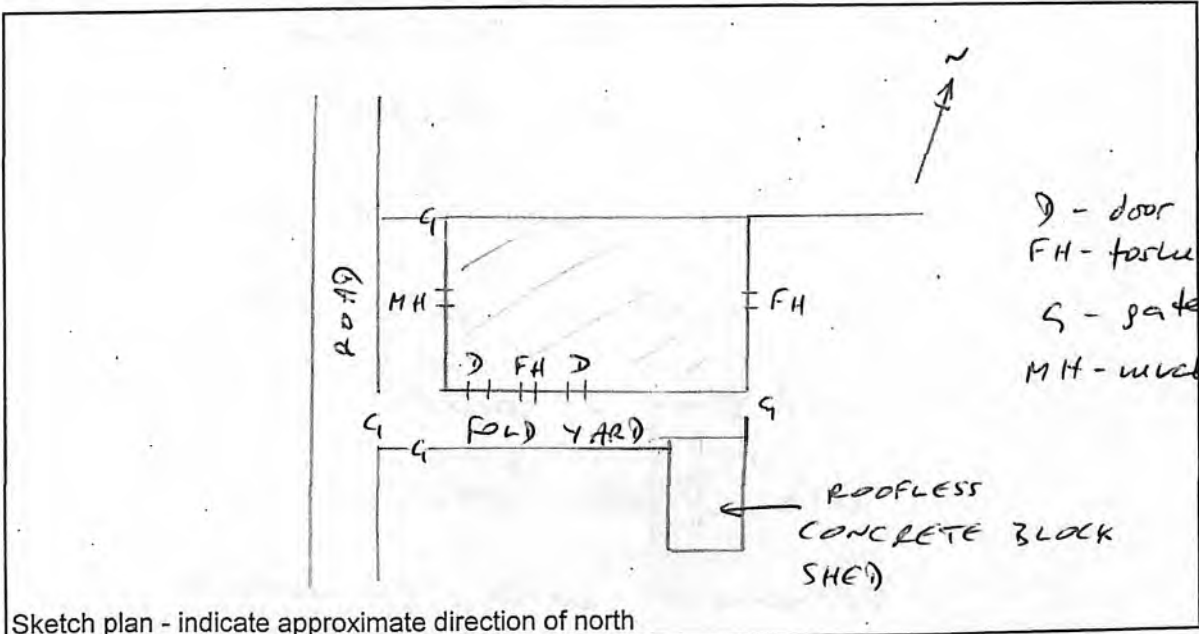 N
D - door
FH -
G - gate
G
ROAD
MH
FH
MH -
D FH D
G
G
FOLD YARD
G
ROOFLESS
CONCRETE BLOCK
SHED
Sketch plan - indicate approximate direction of north